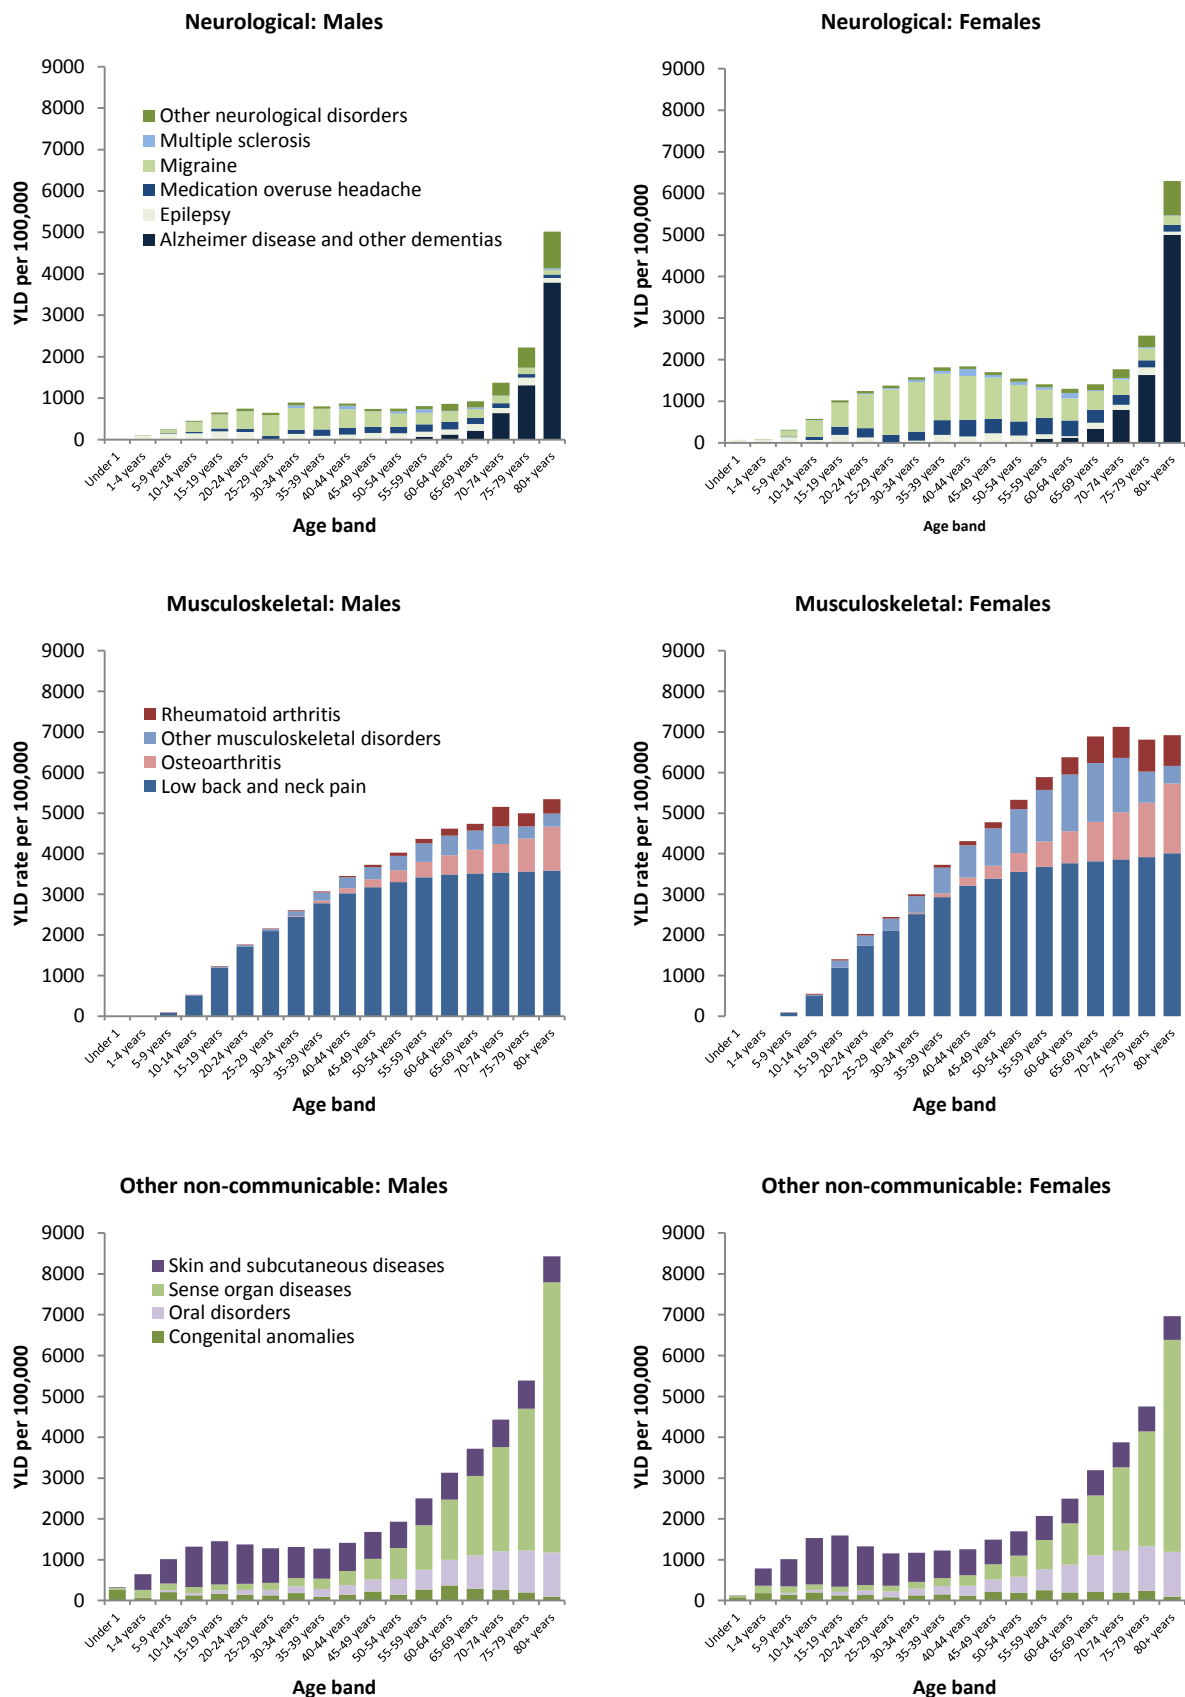 Neurological: Males
9000
8000
7000
6000
5000
4000
3000
2000
1000
0
YLD per 100,000
Other neurological disorders
Multiple sclerosis
Migraine
Medication overuse headache
Epilepsy
Alzheimer disease and other dementias
Under 1
1-4 years
5-9 years
10-14 years
15-19 years
20-24 years
25-29 years
30-34 years
35-39 years
40-44 years
45-49 years
50-54 years
55-59 years
60-64 years
65-69 years
70-74 years
75-79 years
80+ years
Age band
Neurological: Females
9000
8000
7000
6000
5000
4000
3000
2000
1000
0
YLD per 100,000
Under 1
1-4 years
5-9 years
10-14 years
15-19 years
20-24 years
25-29 years
30-34 years
35-39 years
40-44 years
45-49 years
50-54 years
55-59 years
60-64 years
65-69 years
70-74 years
75-79 years
80+ years
Age band
Musculoskeletal: Males
9000
8000
7000
6000
5000
4000
3000
2000
1000
0
YLD rate per 100,000
Rheumatoid arthritis
Other musculoskeletal disorders
Osteoarthritis
Low back and neck pain
Under 1
1-4 years
5-9 years
10-14 years
15-19 years
20-24 years
25-29 years
30-34 years
35-39 years
40-44 years
45-49 years
50-54 years
55-59 years
60-64 years
65-69 years
70-74 years
75-79 years
80+ years
Age band
Musculoskeletal: Females
9000
8000
7000
6000
5000
4000
3000
2000
1000
0
YLD rate per 100,000
Under 1
1-4 years
5-9 years
10-14 years
15-19 years
20-24 years
25-29 years
30-34 years
35-39 years
40-44 years
45-49 years
50-54 years
55-59 years
60-64 years
65-69 years
70-74 years
75-79 years
80+ years
Age band
Other non-communicable: Males
9000
8000
7000
6000
5000
4000
3000
2000
1000
0
YLD per 100,000
Skin and subcutaneous diseases
Sense organ diseases
Oral disorders
Congenital anomalies
Under 1
1-4 years
5-9 years
10-14 years
15-19 years
20-24 years
25-29 years
30-34 years
35-39 years
40-44 years
45-49 years
50-54 years
55-59 years
60-64 years
65-69 years
70-74 years
75-79 years
80+ years
Age band
Other non-communicable: Females
9000
8000
7000
6000
5000
4000
3000
2000
1000
0
YLD per 100,000
Under 1
1-4 years
5-9 years
10-14 years
15-19 years
20-24 years
25-29 years
30-34 years
35-39 years
40-44 years
45-49 years
50-54 years
55-59 years
60-64 years
65-69 years
70-74 years
75-79 years
80+ years
Age band